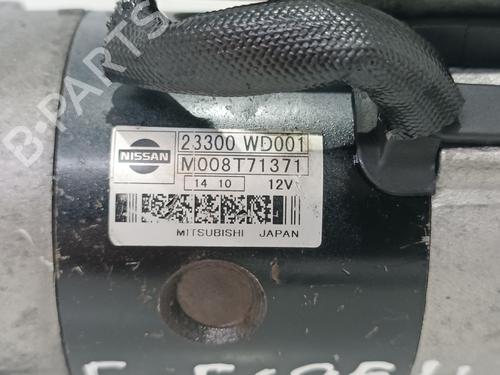 B-PARTS
NISSAN
23300 WD001
M008T71371
14 10 12V
MITSUBISHI JAPAN